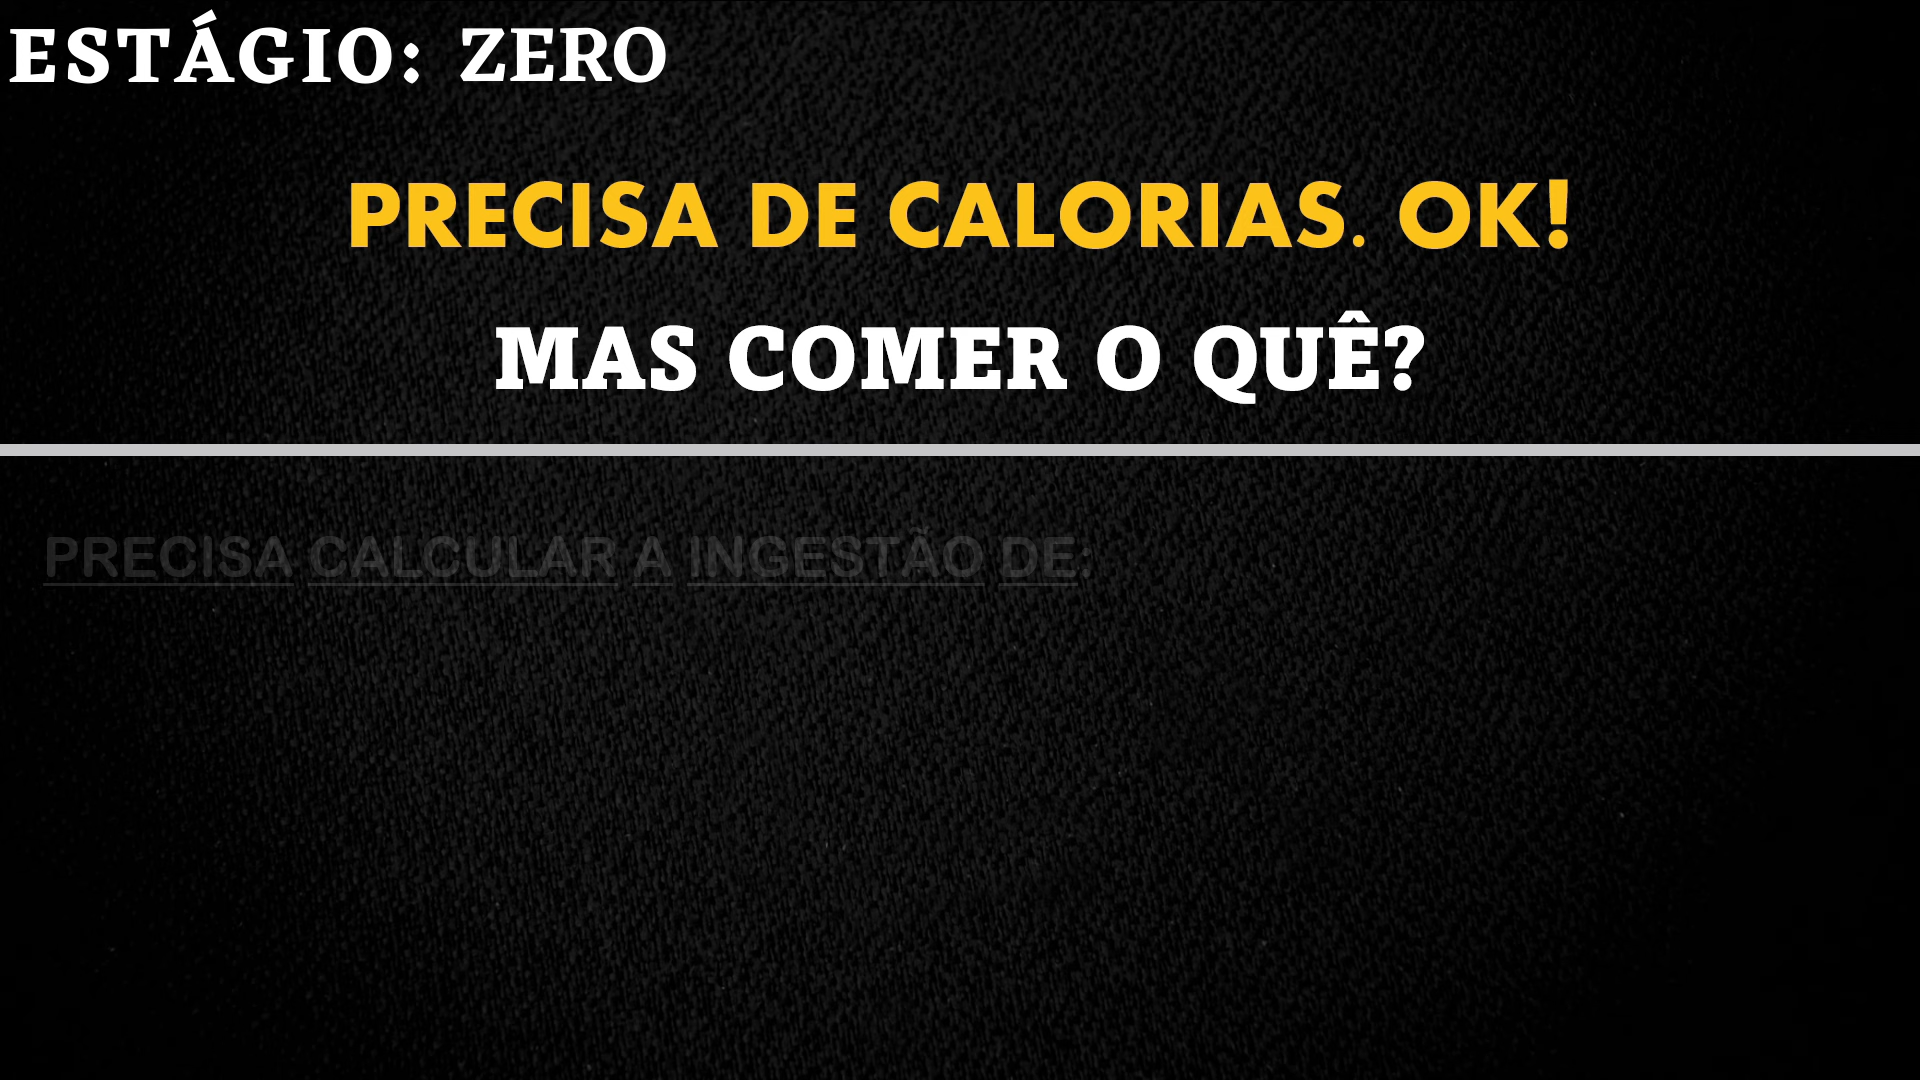 ESTÁGIO: ZERO
PRECISA DE CALORIAS. OK!
MAS COMER O QUÊ?
PRECISA CALCULAR A INGESTÃO DE: